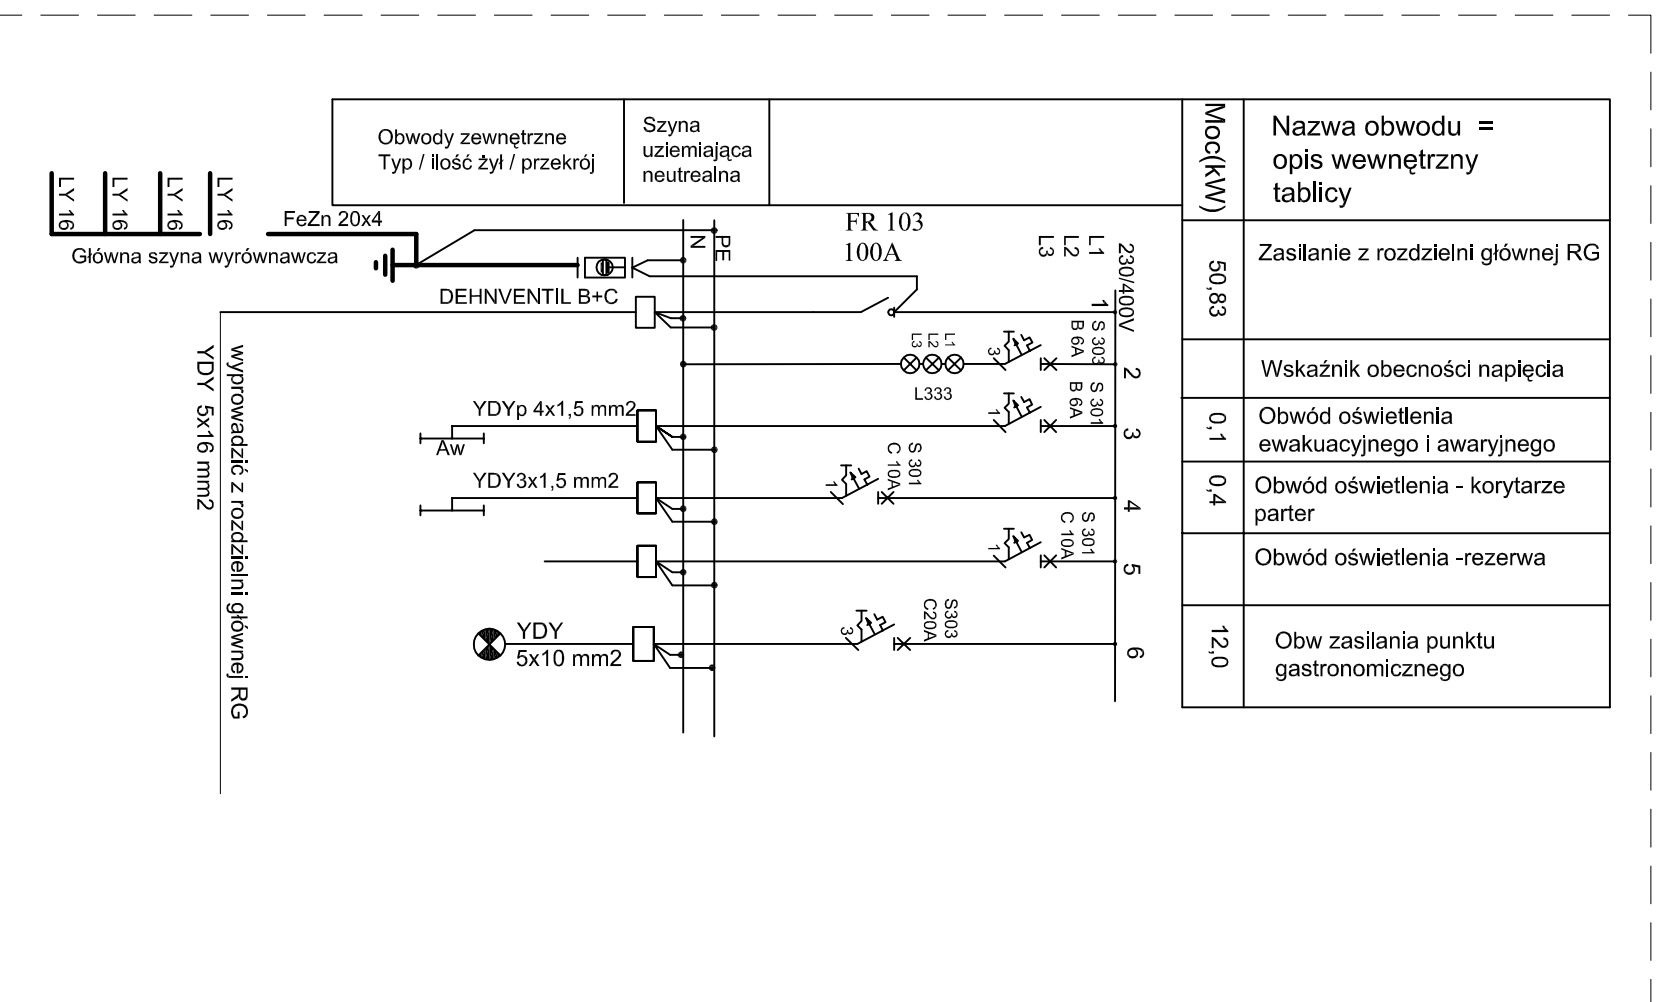 Obwody zewnętrzne
Typ / ilość żył / przekrój
Szyna
uziemiająca
neutrealna
Moc(kW)
Nazwa obwodu =
opis wewnętrzny
tablicy
LY 16
LY 16
LY 16
LY 16
FeZn 20x4
Główna szyna wyrównawcza
N
PE
FR 103
100A
L1
L2
L3
230/400V
50,83
Zasilanie z rozdzielni głównej RG
DEHNVENTIL B+C
1
wyprowadzić z rozdzielni głównej RG
YDY 5x16 mm2
L3
L2
L1
L333
3
S 303
B 6A
2
Wskaźnik obecności napięcia
YDYp 4x1,5 mm2
Aw
1
S 301
B 6A
3
0,1
Obwód oświetlenia
ewakuacyjnego i awaryjnego
YDY3x1,5 mm2
1
S 301
C 10A
4
0,4
Obwód oświetlenia - korytarze
parter
1
S 301
C 10A
5
Obwód oświetlenia -rezerwa
YDY
5x10 mm2
3
S303
C20A
6
12,0
Obw zasilania punktu
gastronomicznego